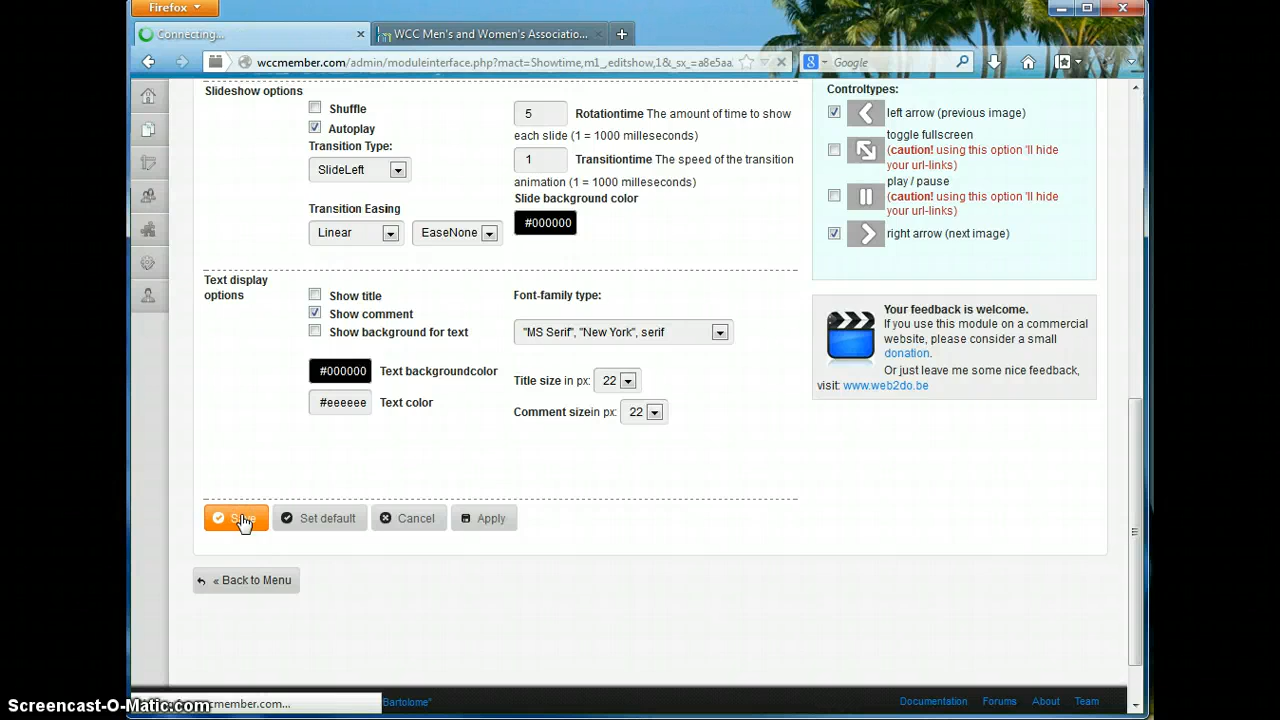 Firefox
Connecting...
WCC Men's and Women's Associatio...
wccmember.com/admin/moduleinterface.php?mact=Showtime,m1_,editshow,1&_sx_=a8e5aa
Google
Slideshow options
Shuffle
Autoplay
Transition Type:
SlideLeft
Transition Easing
Linear
EaseNone
5 Rotationtime The amount of time to show
each slide (1 = 1000 milleseconds)
1 Transitiontime The speed of the transition
animation (1 = 1000 milleseconds)
Slide background color
#000000
Controltypes:
left arrow (previous image)
toggle fullscreen
(caution! using this option 'll hide
your url-links)
play / pause
(caution! using this option 'll hide
your url-links)
right arrow (next image)
Text display
options
Show title
Show comment
Show background for text
#000000 Text backgroundcolor
#eeeeee Text color
Font-family type:
"MS Serif", "New York", serif
Title size in px: 22
Comment sizein px: 22
Your feedback is welcome.
If you use this module on a commercial
website, please consider a small
donation.
Or just leave me some nice feedback,
visit: www.web2do.be
Set default
Cancel
Apply
« Back to Menu
Bartolome"
Documentation
Forums
About
Team
Screencast-O-Matic.com
cmember.com...